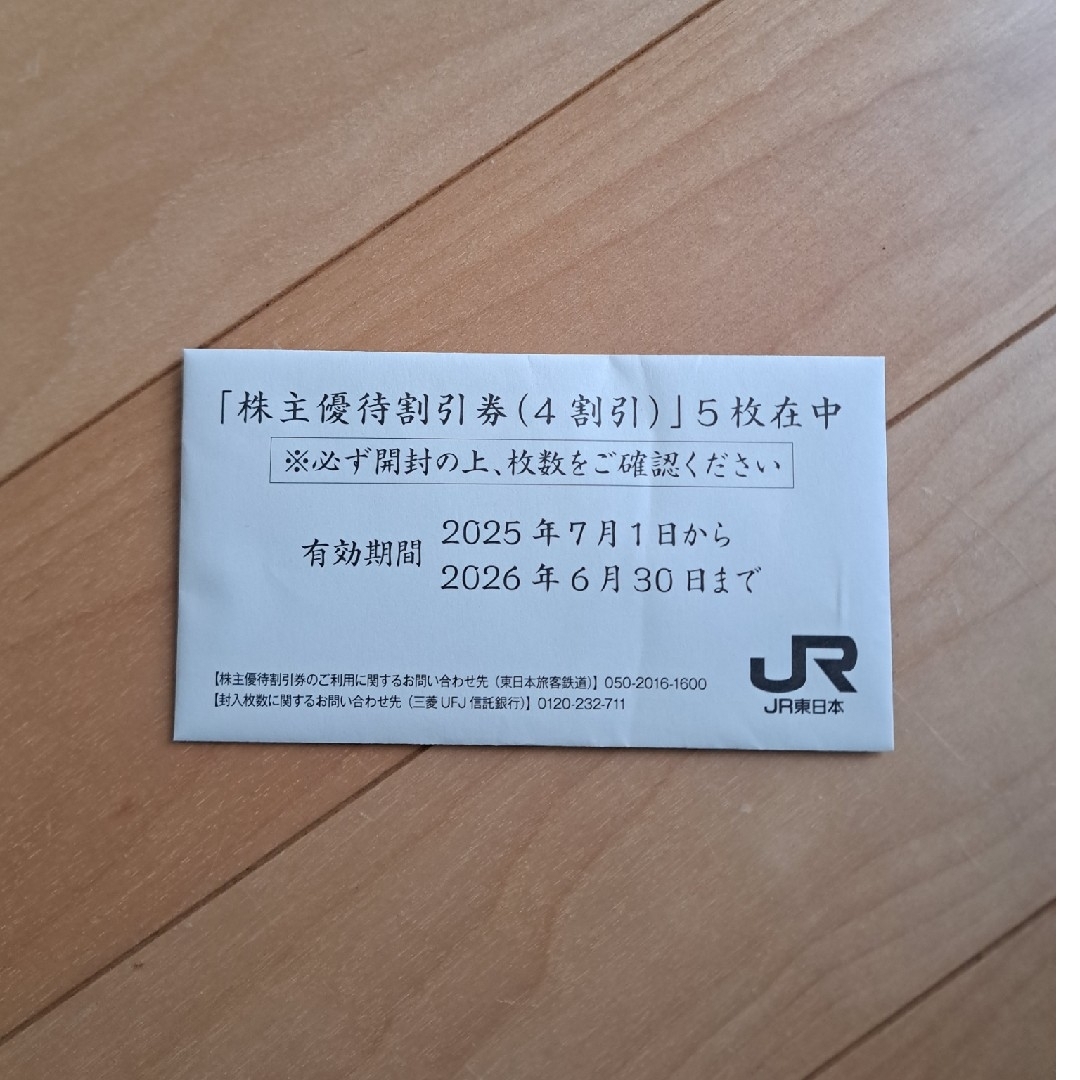 「株主優待割引券(4割引)」5枚在中
※必ず開封の上、枚数をご確認ください
有効期間
2025年7月1日から
2026年6月30日まで
【株主優待割引券のご利用に関するお問い合わせ先（東日本旅客鉄道）】050-2016-1600
【封入枚数に関するお問い合わせ先（三菱UFJ信託銀行）】0120-232-711
JR
JR東日本